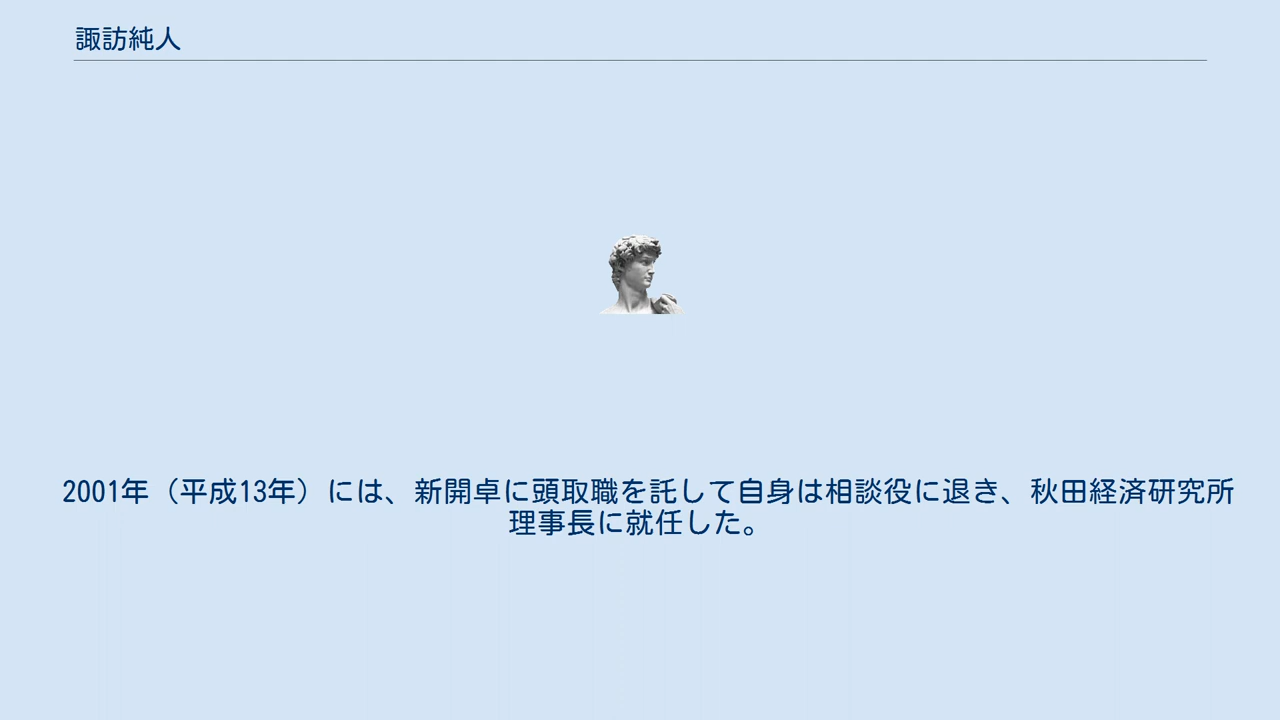 諏訪純人
2001年（平成13年）には、新開卓に頭取職を託して自身は相談役に退き、秋田経済研究所
理事長に就任した。